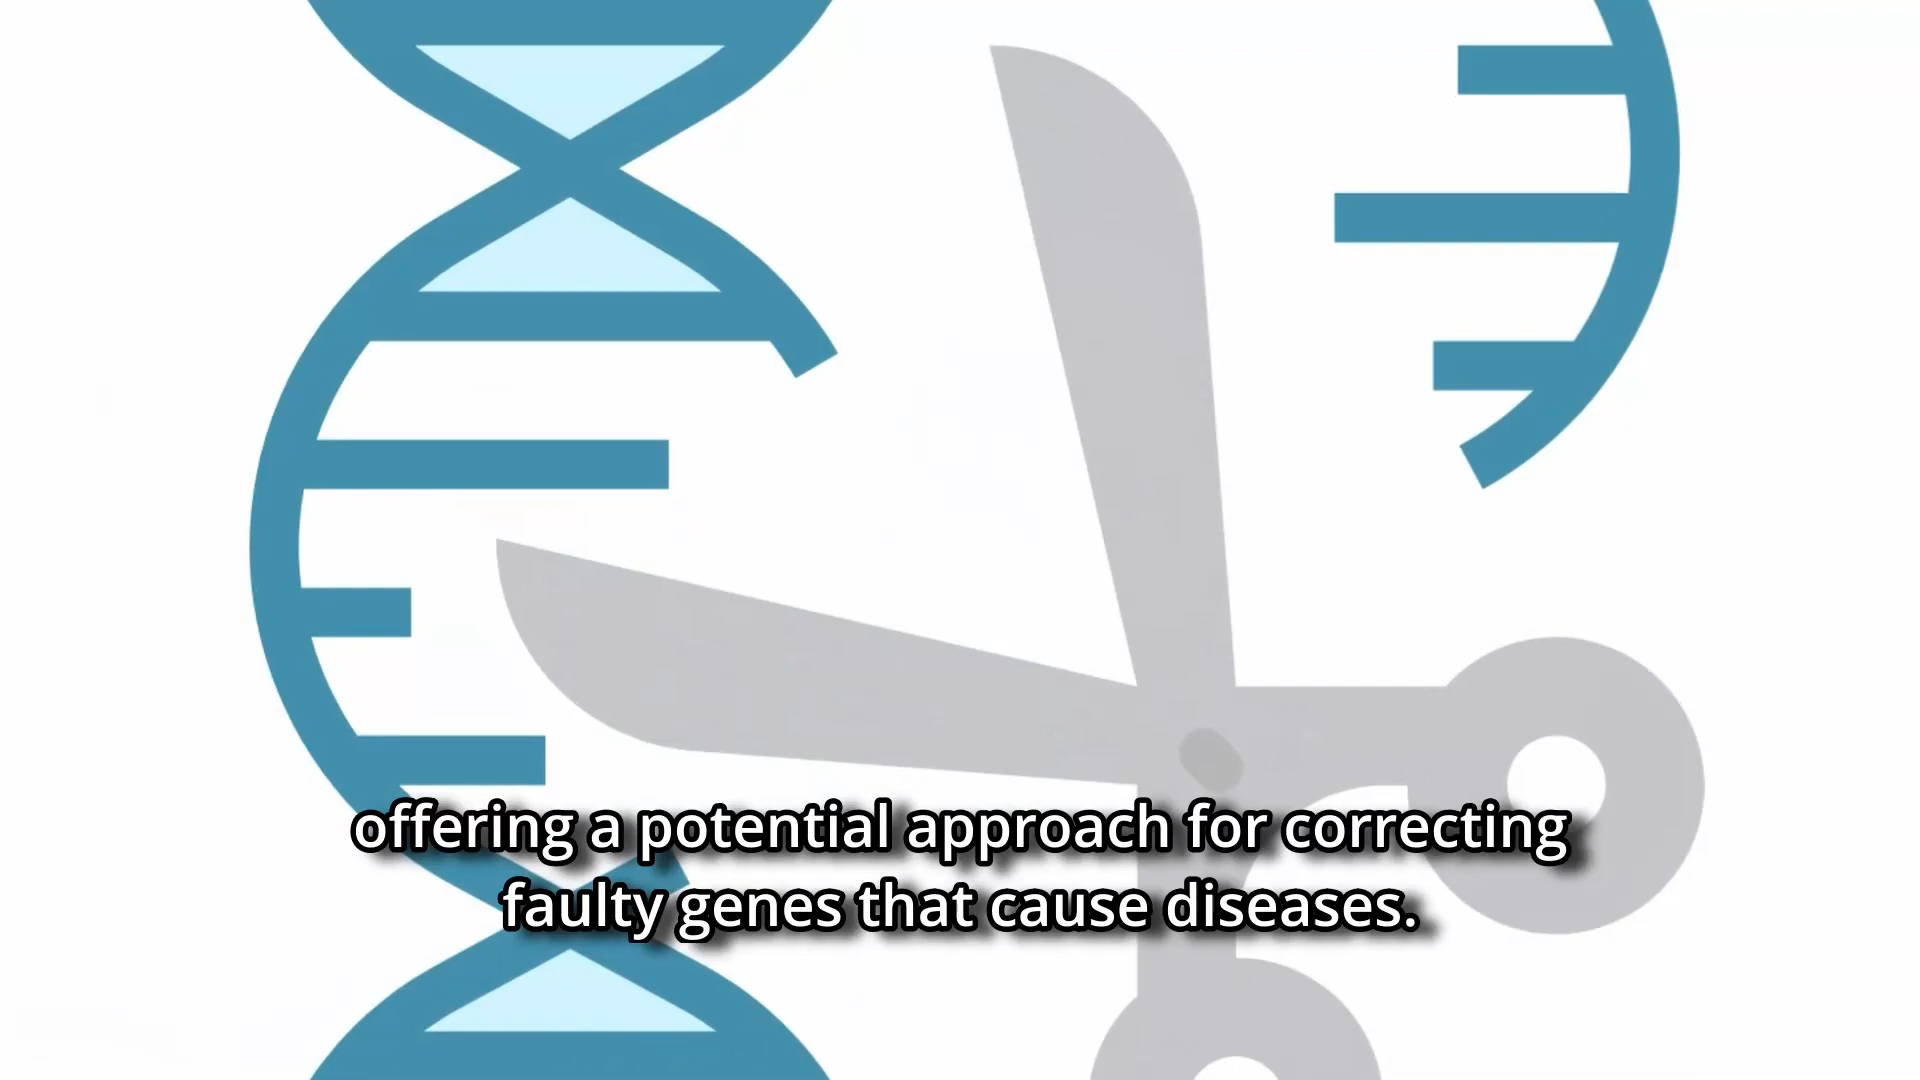 offering a potential approach for correcting
faulty genes that cause diseases.